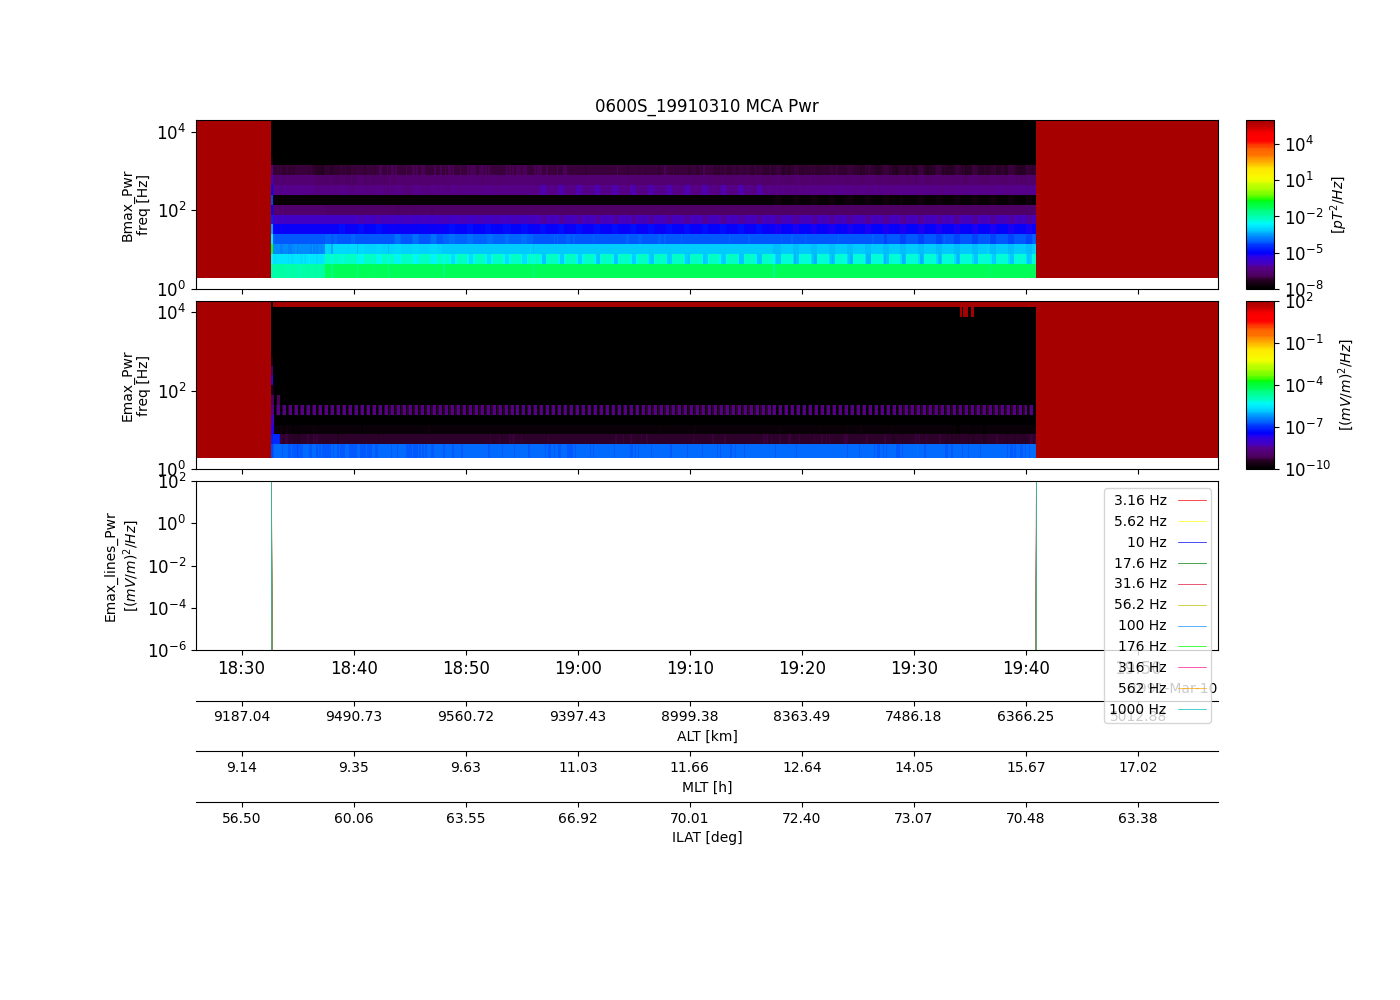 0600S_19910310 MCA Pwr
Bmax_Pwr
freq [Hz]
10^4
10^2
10^0
10^4
10^1
10^-2
10^-5
10^-8
[pT^2/Hz]
Emax_Pwr
freq [Hz]
10^4
10^2
10^0
10^2
10^-1
10^-4
10^-7
10^-10
[(mV/m)^2/Hz]
Emax_lines_Pwr
[(mV/m)^2/Hz]
10^2
10^0
10^-2
10^-4
10^-6
3.16 Hz
5.62 Hz
10 Hz
17.6 Hz
31.6 Hz
56.2 Hz
100 Hz
176 Hz
316 Hz
562 Hz
1000 Hz
18:30 18:40 18:50 19:00 19:10 19:20 19:30 19:40
-Mar 10
9187.04 9490.73 9560.72 9397.43 8999.38 8363.49 7486.18 6366.25 5012.88
ALT [km]
9.14 9.35 9.63 11.03 11.66 12.64 14.05 15.67 17.02
MLT [h]
56.50 60.06 63.55 66.92 70.01 72.40 73.07 70.48 63.38
ILAT [deg]